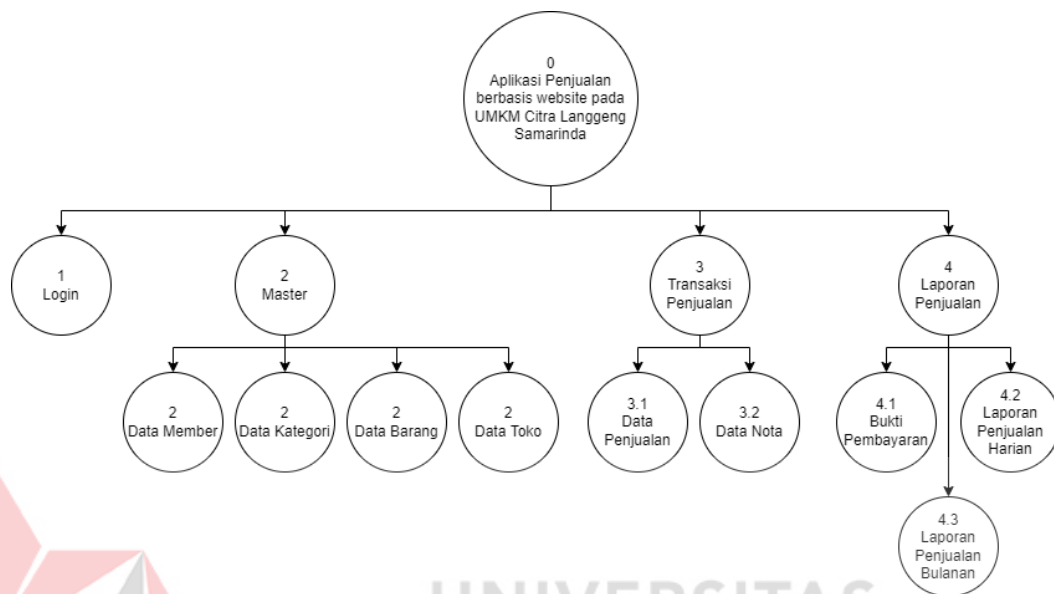 0
Aplikasi Penjualan
berbasis website pada
UMKM Citra Langgeng
Samarinda
1
Login
2
Master
3
Transaksi
Penjualan
4
Laporan
Penjualan
2
Data Member
2
Data Kategori
2
Data Barang
2
Data Toko
3.1
Data
Penjualan
3.2
Data Nota
4.1
Bukti
Pembayaran
4.2
Laporan
Penjualan
Harian
4.3
Laporan
Penjualan
Bulanan
UNIVERSITAS